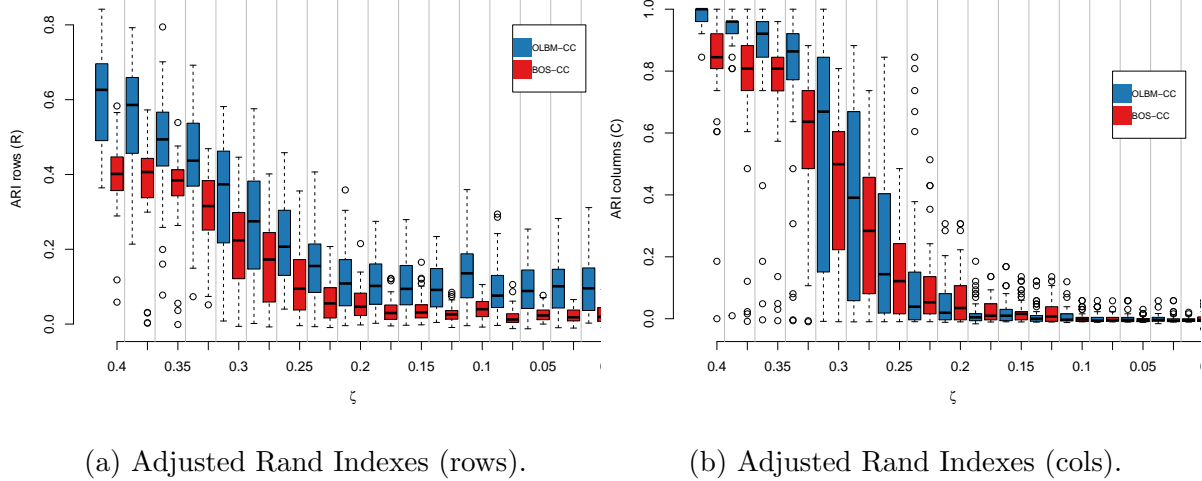 ARI rows (R)
0.8
0.6
0.4
0.2
0.0
OLBM−CC
BOS−CC
0.4 0.35 0.3 0.25 0.2 0.15 0.1 0.05
ζ
(a) Adjusted Rand Indexes (rows).
ARI columns (C)
1.0
0.8
0.6
0.4
0.2
0.0
OLBM−CC
BOS−CC
0.4 0.35 0.3 0.25 0.2 0.15 0.1 0.05
ζ
(b) Adjusted Rand Indexes (cols).